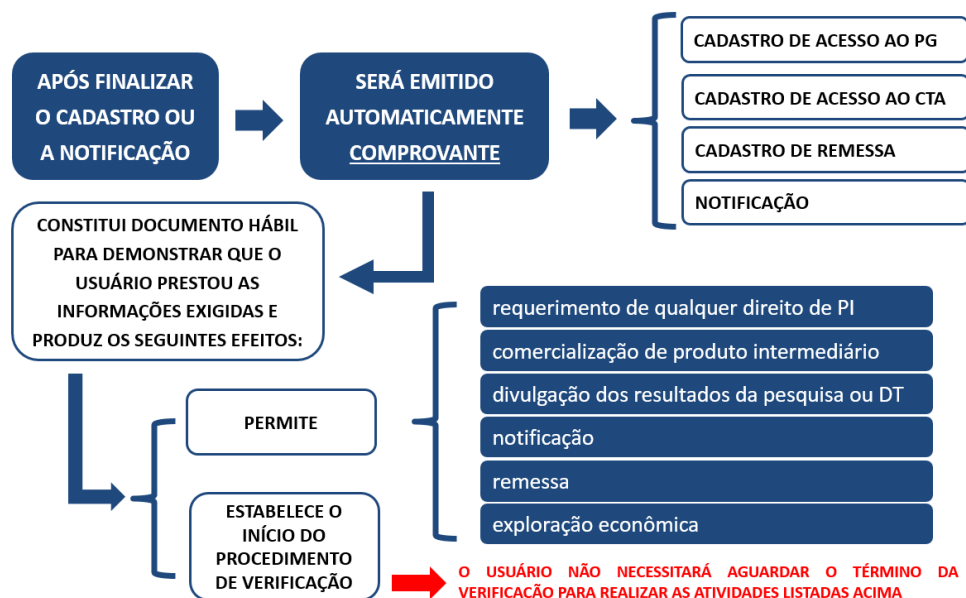 APÓS FINALIZAR
O CADASTRO OU
A NOTIFICAÇÃO
SERÁ EMITIDO
AUTOMATICAMENTE
COMPROVANTE
CADASTRO DE ACESSO AO PG
CADASTRO DE ACESSO AO CTA
CADASTRO DE REMESSA
NOTIFICAÇÃO
CONSTITUI DOCUMENTO HÁBIL
PARA DEMONSTRAR QUE O
USUÁRIO PRESTOU AS
INFORMAÇÕES EXIGIDAS E
PRODUZ OS SEGUINTES EFEITOS:
PERMITE
requerimento de qualquer direito de PI
comercialização de produto intermediário
divulgação dos resultados da pesquisa ou DT
notificação
remessa
exploração econômica
ESTABELECE O
INÍCIO DO
PROCEDIMENTO
DE VERIFICAÇÃO
O USUÁRIO NÃO NECESSITARÁ AGUARDAR O TÉRMINO DA
VERIFICAÇÃO PARA REALIZAR AS ATIVIDADES LISTADAS ACIMA